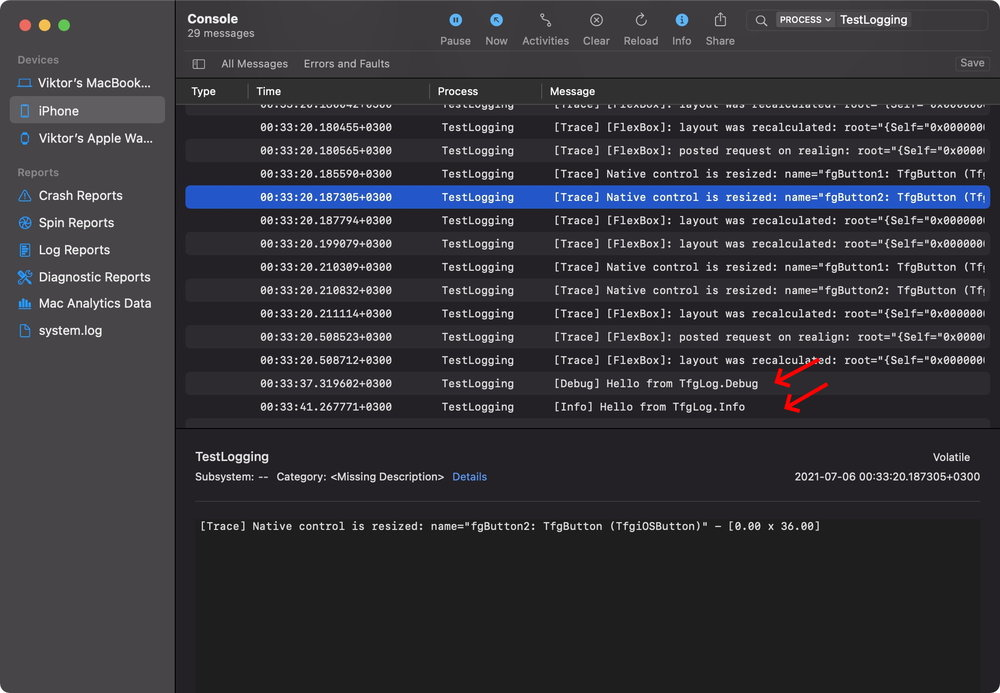 Console
29 messages
Pause Now Activities Clear Reload Info Share
PROCESS TestLogging
All Messages Errors and Faults Save
Devices
Viktor's MacBook...
iPhone
Viktor's Apple Wa...
Reports
Crash Reports
Spin Reports
Log Reports
Diagnostic Reports
Mac Analytics Data
system.log
Type Time Process Message
00:33:20.180455+0300 TestLogging [Trace] [FlexBox]: layout was recalculated: root="{Self="0x000000
00:33:20.180565+0300 TestLogging [Trace] [FlexBox]: posted request on realign: root="{Self="0x0000
00:33:20.185590+0300 TestLogging [Trace] Native control is resized: name="fgButton1: TfgButton (Tfg
00:33:20.187305+0300 TestLogging [Trace] Native control is resized: name="fgButton2: TfgButton (Tfg
00:33:20.187794+0300 TestLogging [Trace] [FlexBox]: layout was recalculated: root="{Self="0x000000
00:33:20.199079+0300 TestLogging [Trace] [FlexBox]: layout was recalculated: root="{Self="0x000000
00:33:20.210309+0300 TestLogging [Trace] Native control is resized: name="fgButton1: TfgButton (Tfg
00:33:20.210832+0300 TestLogging [Trace] Native control is resized: name="fgButton2: TfgButton (Tfg
00:33:20.211114+0300 TestLogging [Trace] [FlexBox]: layout was recalculated: root="{Self="0x000000
00:33:20.508523+0300 TestLogging [Trace] [FlexBox]: posted request on realign: root="{Self="0x0000
00:33:20.508712+0300 TestLogging [Trace] [FlexBox]: layout was recalculated: root="{Self="0x000000
00:33:37.319602+0300 TestLogging [Debug] Hello from TfgLog.Debug
00:33:41.267771+0300 TestLogging [Info] Hello from TfgLog.Info
TestLogging Volatile
Subsystem: -- Category: <Missing Description> Details 2021-07-06 00:33:20.187305+0300
[Trace] Native control is resized: name="fgButton2: TfgButton (TfgiOSButton)" – [0.00 x 36.00]